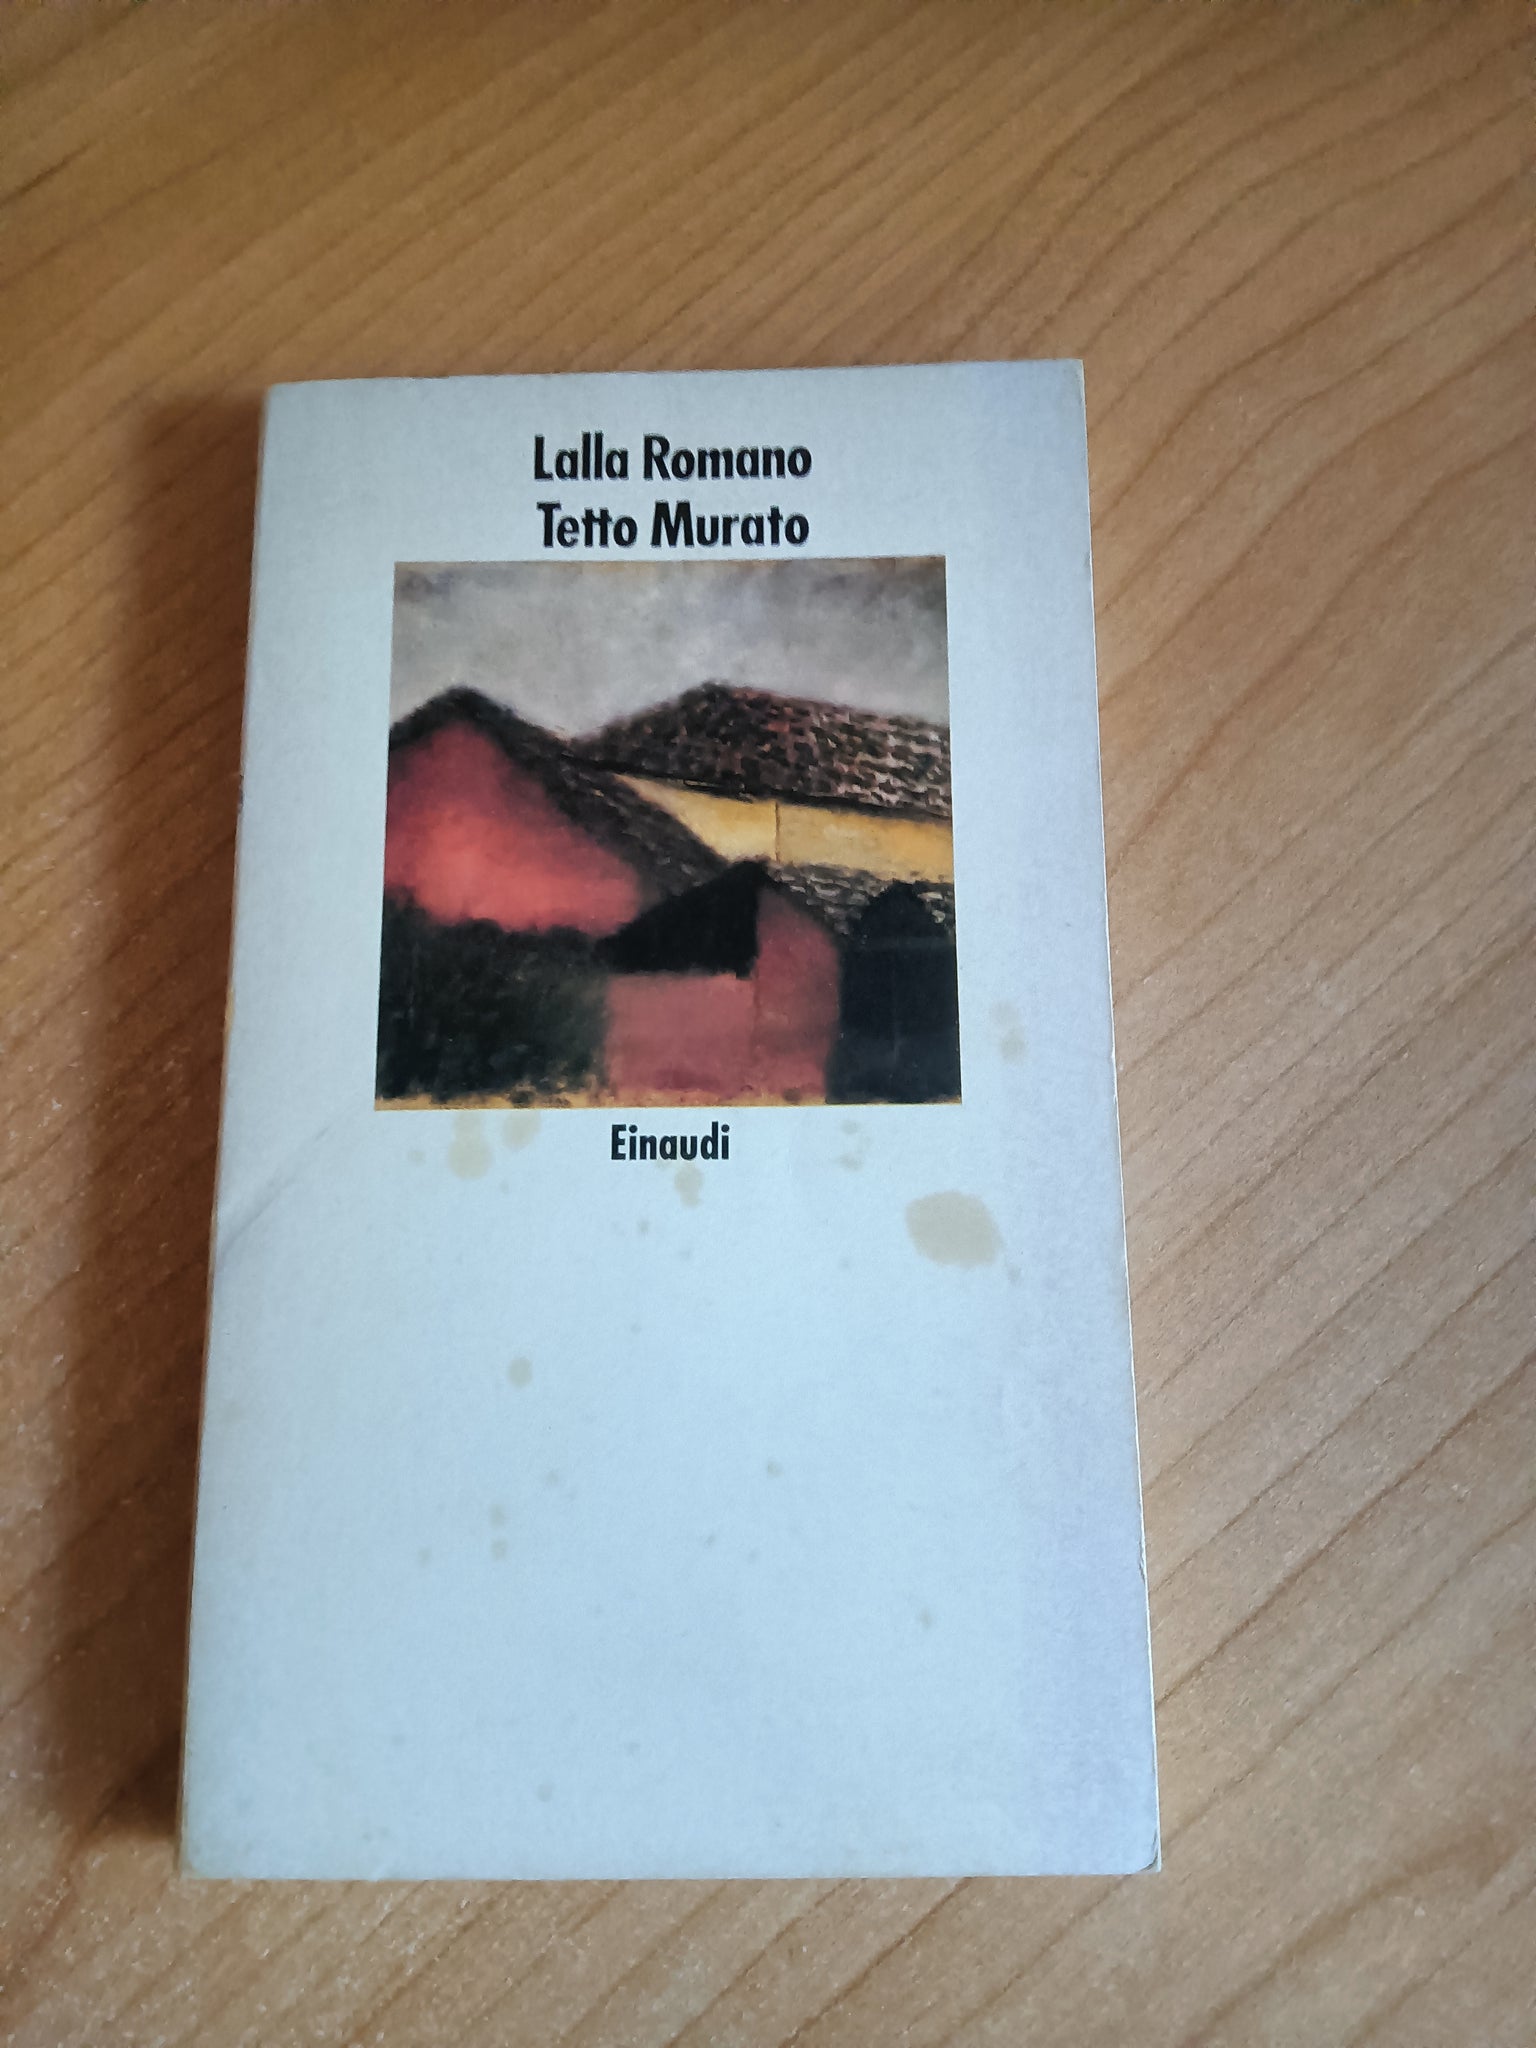 Lalla Romano
Tetto Murato
Einaudi